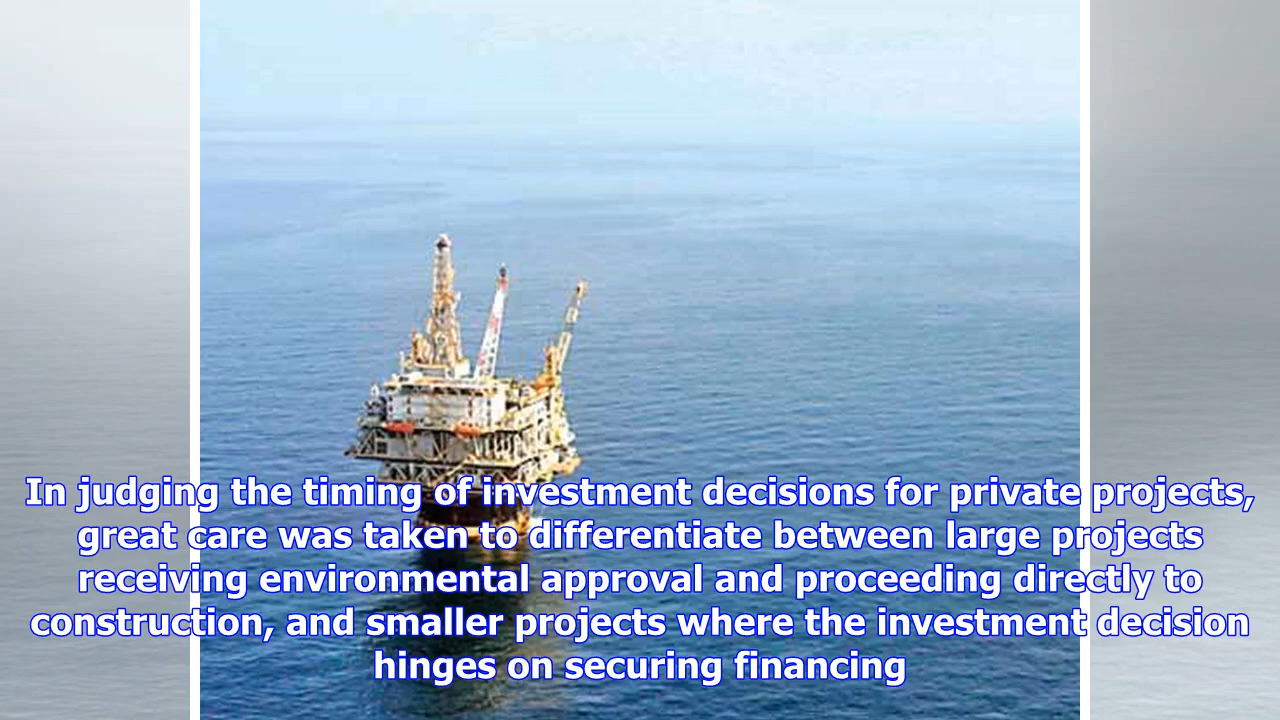 In judging the timing of investment decisions for private projects,
great care was taken to differentiate between large projects
receiving environmental approval and proceeding directly to
construction, and smaller projects where the investment decision
hinges on securing financing